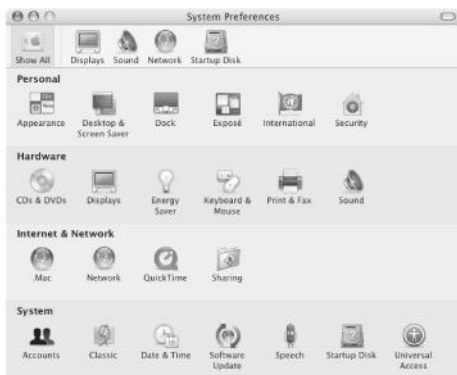 System Preferences
Show All Displays Sound Network Startup Disk
Personal
Appearance Desktop & Screen Saver Dock Exposé International Security
Hardware
CDs & DVDs Displays Energy Saver Keyboard & Mouse Print & Fax Sound
Internet & Network
.Mac Network QuickTime Sharing
System
Accounts Classic Date & Time Software Update Speech Startup Disk Universal Access